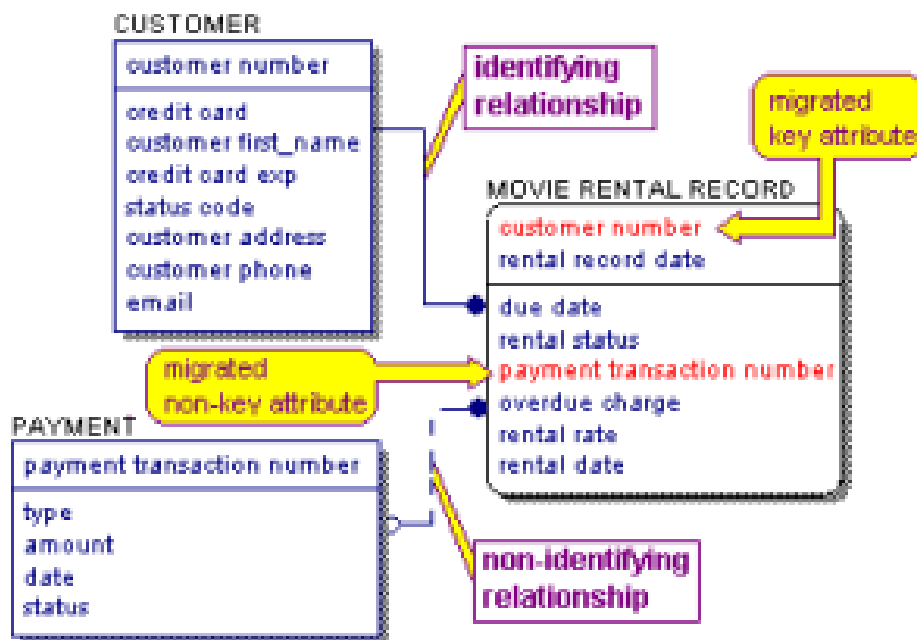 CUSTOMER
customer number
credit card
customer first_name
credit card exp
status code
customer address
customer phone
email
identifying
relationship
migrated
key attribute
MOVIE RENTAL RECORD
customer number
rental record date
due date
rental status
payment transaction number
overdue charge
rental rate
rental date
migrated
non-key attribute
PAYMENT
payment transaction number
type
amount
date
status
non-identifying
relationship